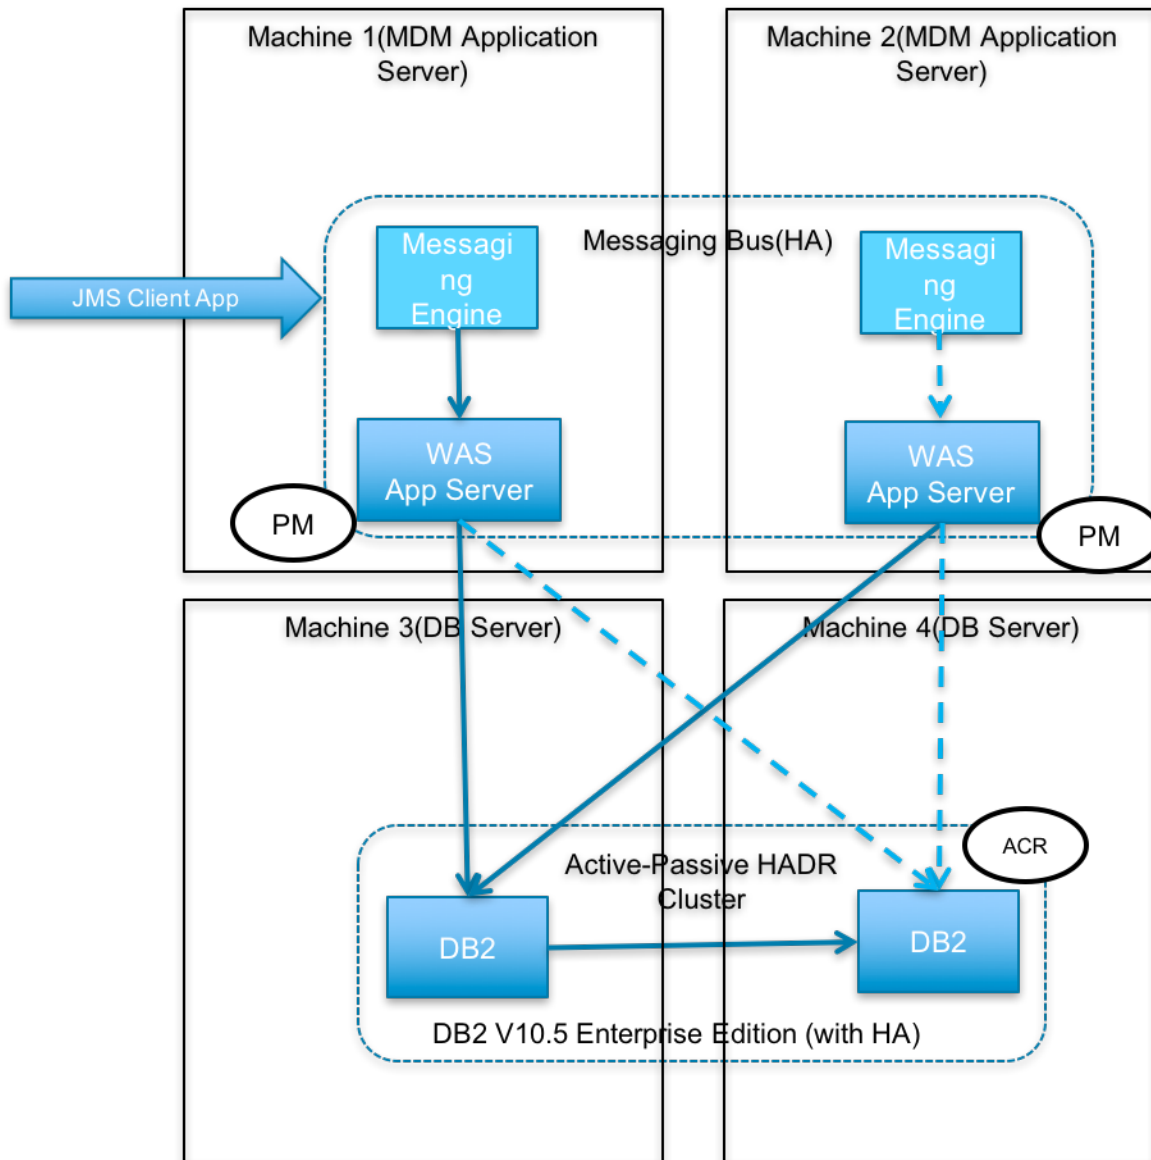 Machine 1(MDM Application
Server)
Machine 2(MDM Application
Server)
Messaging Bus(HA)
Messagi
ng
Engine
Messagi
ng
Engine
JMS Client App
WAS
App Server
WAS
App Server
PM
PM
Machine 3(DB Server)
Machine 4(DB Server)
ACR
Active-Passive HADR
Cluster
DB2
DB2
DB2 V10.5 Enterprise Edition (with HA)